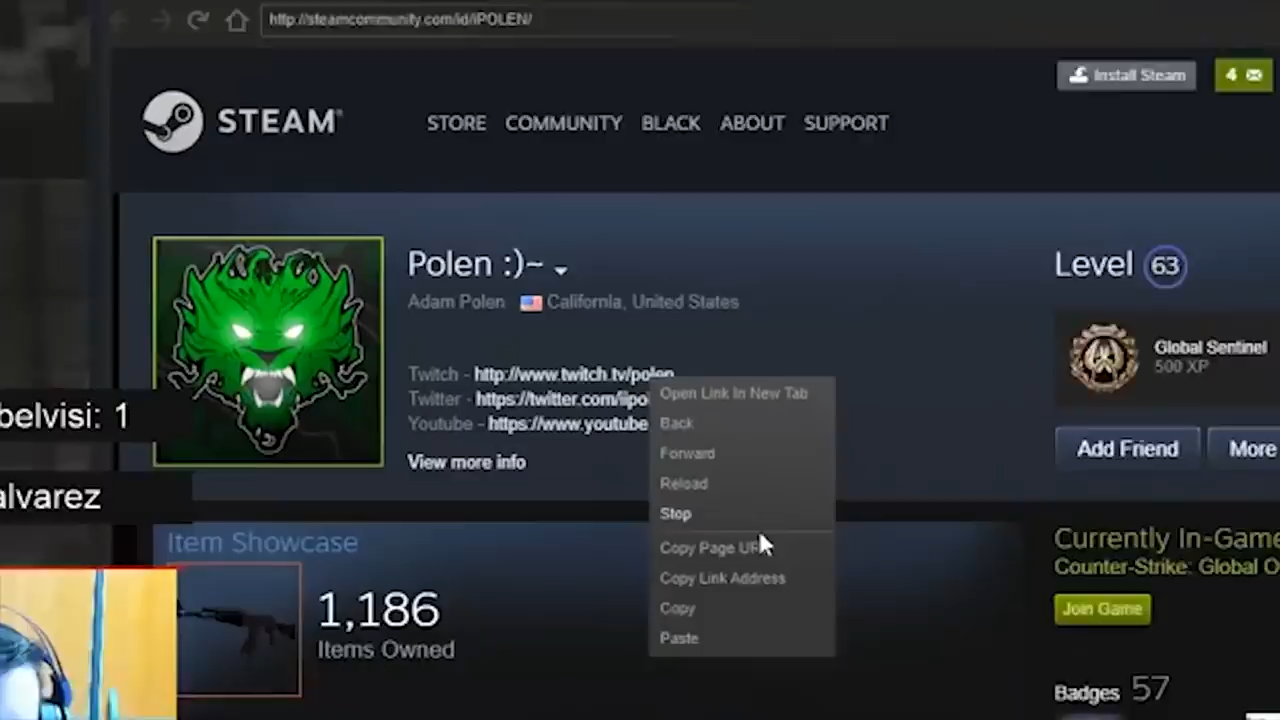 http://steamcommunity.com/id/iPOLEN/
Install Steam
4
STEAM®
STORE COMMUNITY BLACK ABOUT SUPPORT
Polen :)~
Level 63
Adam Polen California, United States
Global Sentinel
500 XP
Twitch - http://www.twitch.tv/polen
Twitter - https://twitter.com/iipo
Youtube - https://www.youtube
View more info
Add Friend
More
Open Link In New Tab
Back
Forward
Reload
Stop
Copy Page UR
Copy Link Address
Copy
Paste
belvisi: 1
alvarez
Item Showcase
1,186
Items Owned
Currently In-Game
Counter-Strike: Global O
Join Game
Badges 57